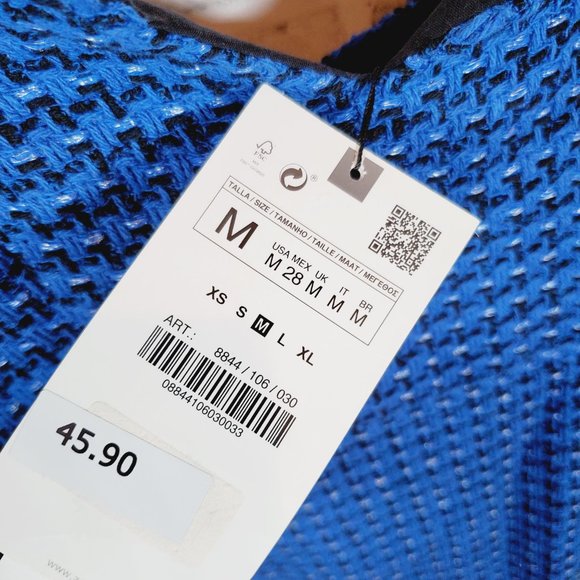 FSC
®
TALLA / SIZE / TAMANHO / TAILLE / MAAT / ΜΕΓΕΘΟΣ
M
USA MEX UK IT BR
M 28 M M M
XS S M L XL
ART.: 8844 / 106 / 030
08844106030033
45.90